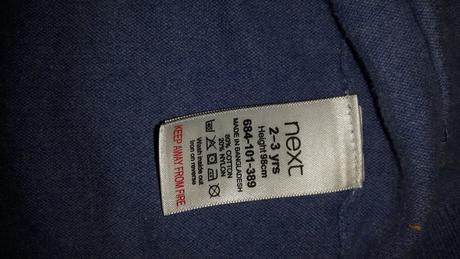 next
2-3 yrs
Height 98cm
684-101-389
MADE IN BANGLADESH
80% COTTON
20% NYLON
Wash inside out
Iron on reverse
KEEP AWAY FROM FIRE